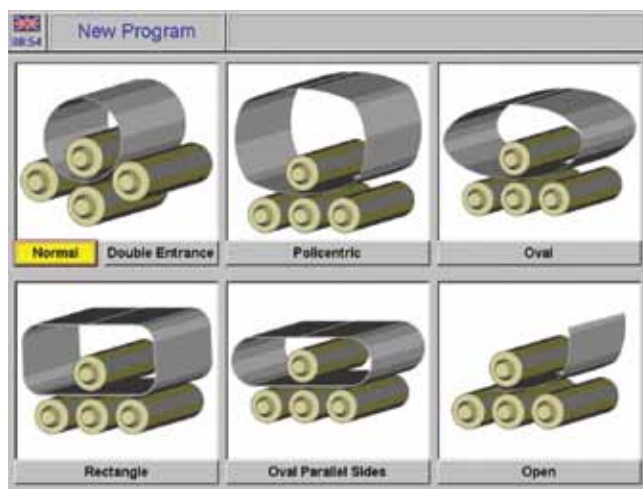 New Program
08:54
Normal
Double Entrance
Policentric
Oval
Rectangle
Oval Parallel Sides
Open